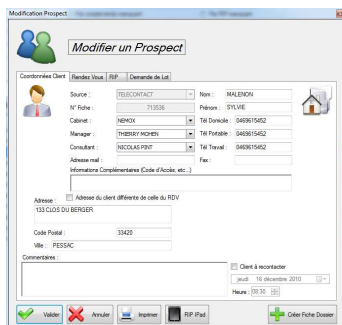 Modification Prospect
Modifier un Prospect
Coordonnées Client Rendez Vous RIP Demande de Lot
Source : TELECONTACT Nom : MALENON
N° Fiche : 713536 Prénom : SYLVIE
Cabinet : NEMOX Tél Domicile : 0469615452
Manager : THIERRY MOHEN Tél Portable : 0469615452
Consultant : NICOLAS PINT Tél Travail : 0469615452
Adresse mail : Fax :
Informations Complémentaires (Code d'Accès, etc...)
Adresse : Adresse du client différente de celle du RDV
133 CLOS DU BERGER
Code Postal : 33420
Ville : PESSAC
Commentaires :
Client à recontacter
jeudi 16 décembre 2010
Heure : 08:30
Valider Annuler Imprimer RIP IPad Créer Fiche Dossier